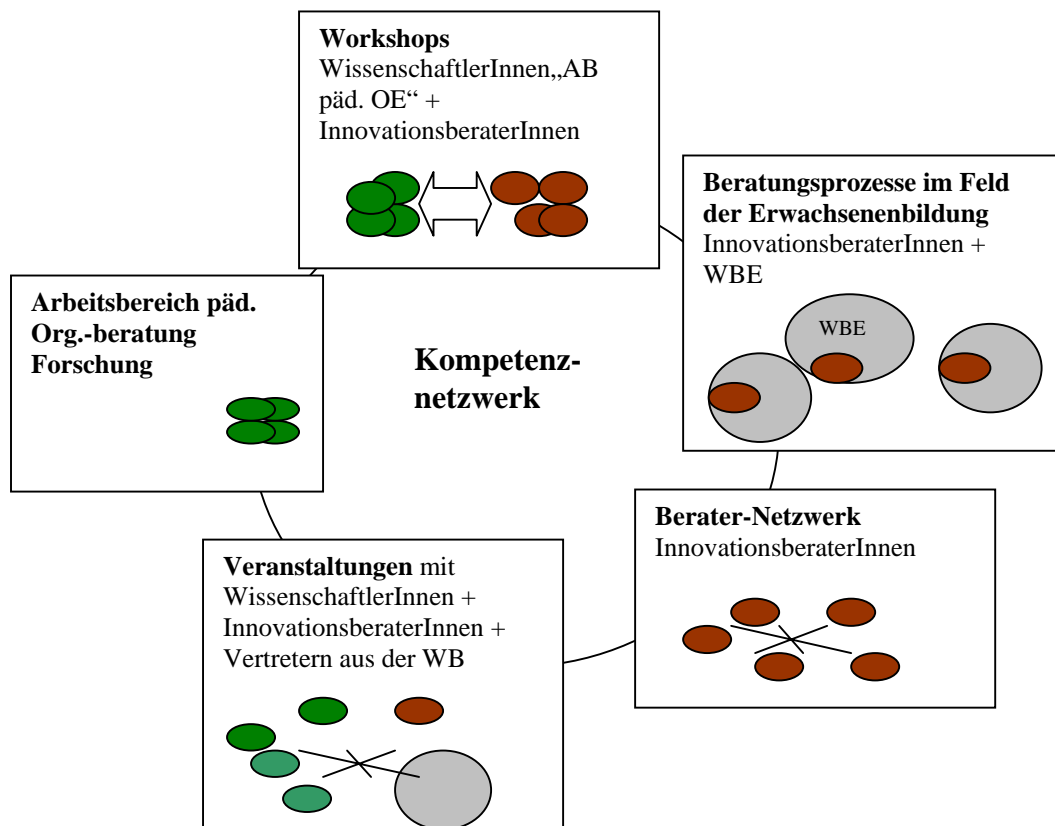 Workshops
WissenschaftlerInnen„AB
päd. OE“ +
InnovationsberaterInnen
Beratungsprozesse im Feld
der Erwachsenenbildung
InnovationsberaterInnen +
WBE
WBE
Arbeitsbereich päd.
Org.-beratung
Forschung
Kompetenz-
netzwerk
Berater-Netzwerk
InnovationsberaterInnen
Veranstaltungen mit
WissenschaftlerInnen +
InnovationsberaterInnen +
Vertretern aus der WB